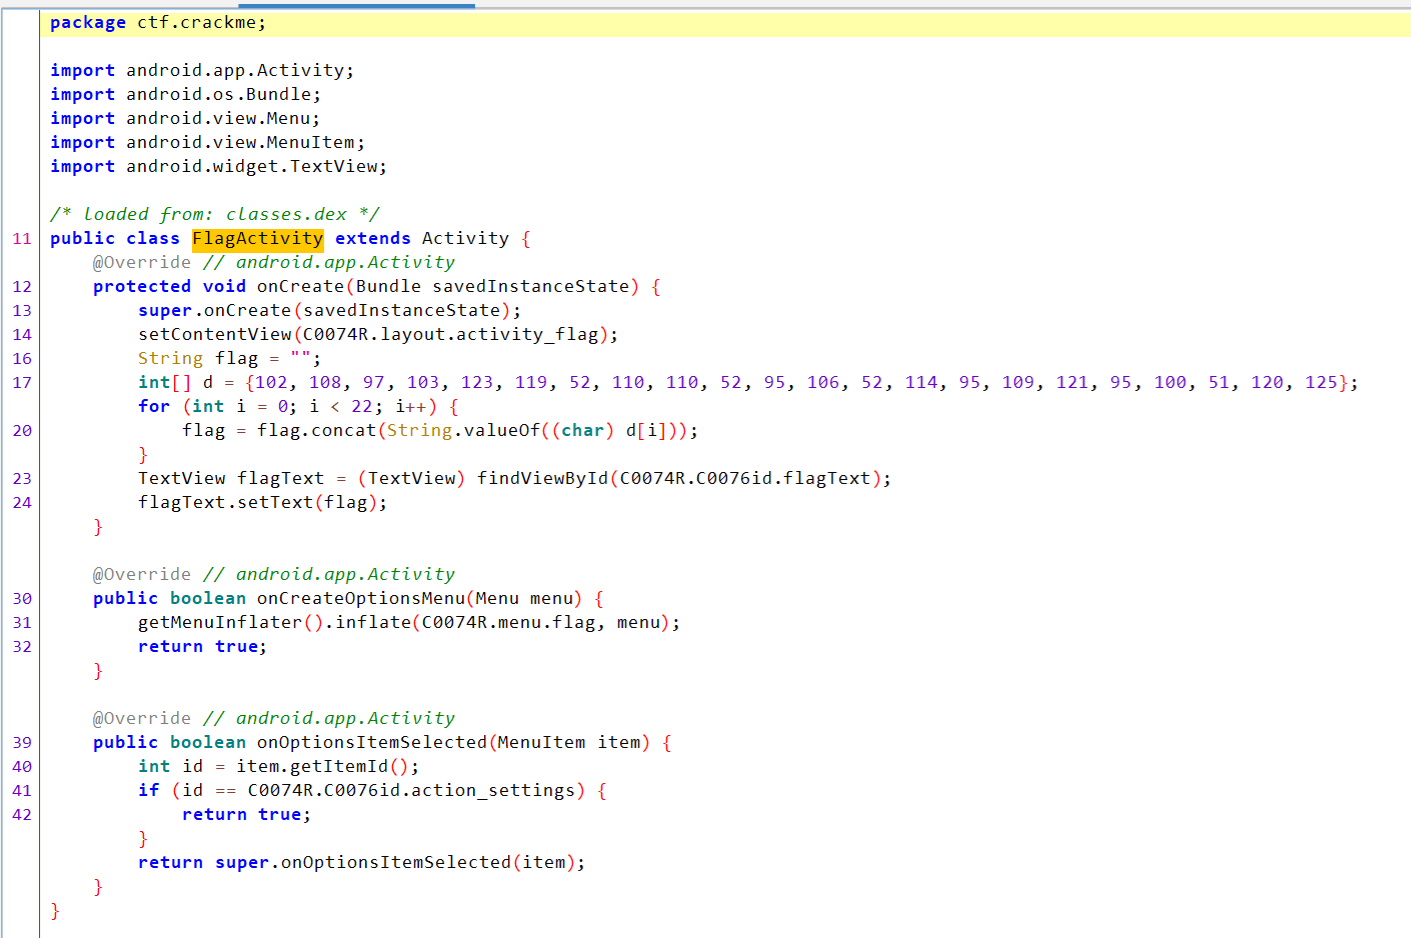 package ctf.crackme;
import android.app.Activity;
import android.os.Bundle;
import android.view.Menu;
import android.view.MenuItem;
import android.widget.TextView;
/* loaded from: classes.dex */
11 public class FlagActivity extends Activity {
@Override // android.app.Activity
12 protected void onCreate(Bundle savedInstanceState) {
13 super.onCreate(savedInstanceState);
14 setContentView(C0074R.layout.activity_flag);
16 String flag = "";
17 int[] d = {102, 108, 97, 103, 123, 119, 52, 110, 110, 52, 95, 106, 52, 114, 95, 109, 121, 95, 100, 51, 120, 125};
for (int i = 0; i < 22; i++) {
20 flag = flag.concat(String.valueOf((char) d[i]));
}
23 TextView flagText = (TextView) findViewById(C0074R.C0076id.flagText);
24 flagText.setText(flag);
}
@Override // android.app.Activity
30 public boolean onCreateOptionsMenu(Menu menu) {
31 getMenuInflater().inflate(C0074R.menu.flag, menu);
32 return true;
}
@Override // android.app.Activity
39 public boolean onOptionsItemSelected(MenuItem item) {
40 int id = item.getItemId();
41 if (id == C0074R.C0076id.action_settings) {
42 return true;
}
return super.onOptionsItemSelected(item);
}
}